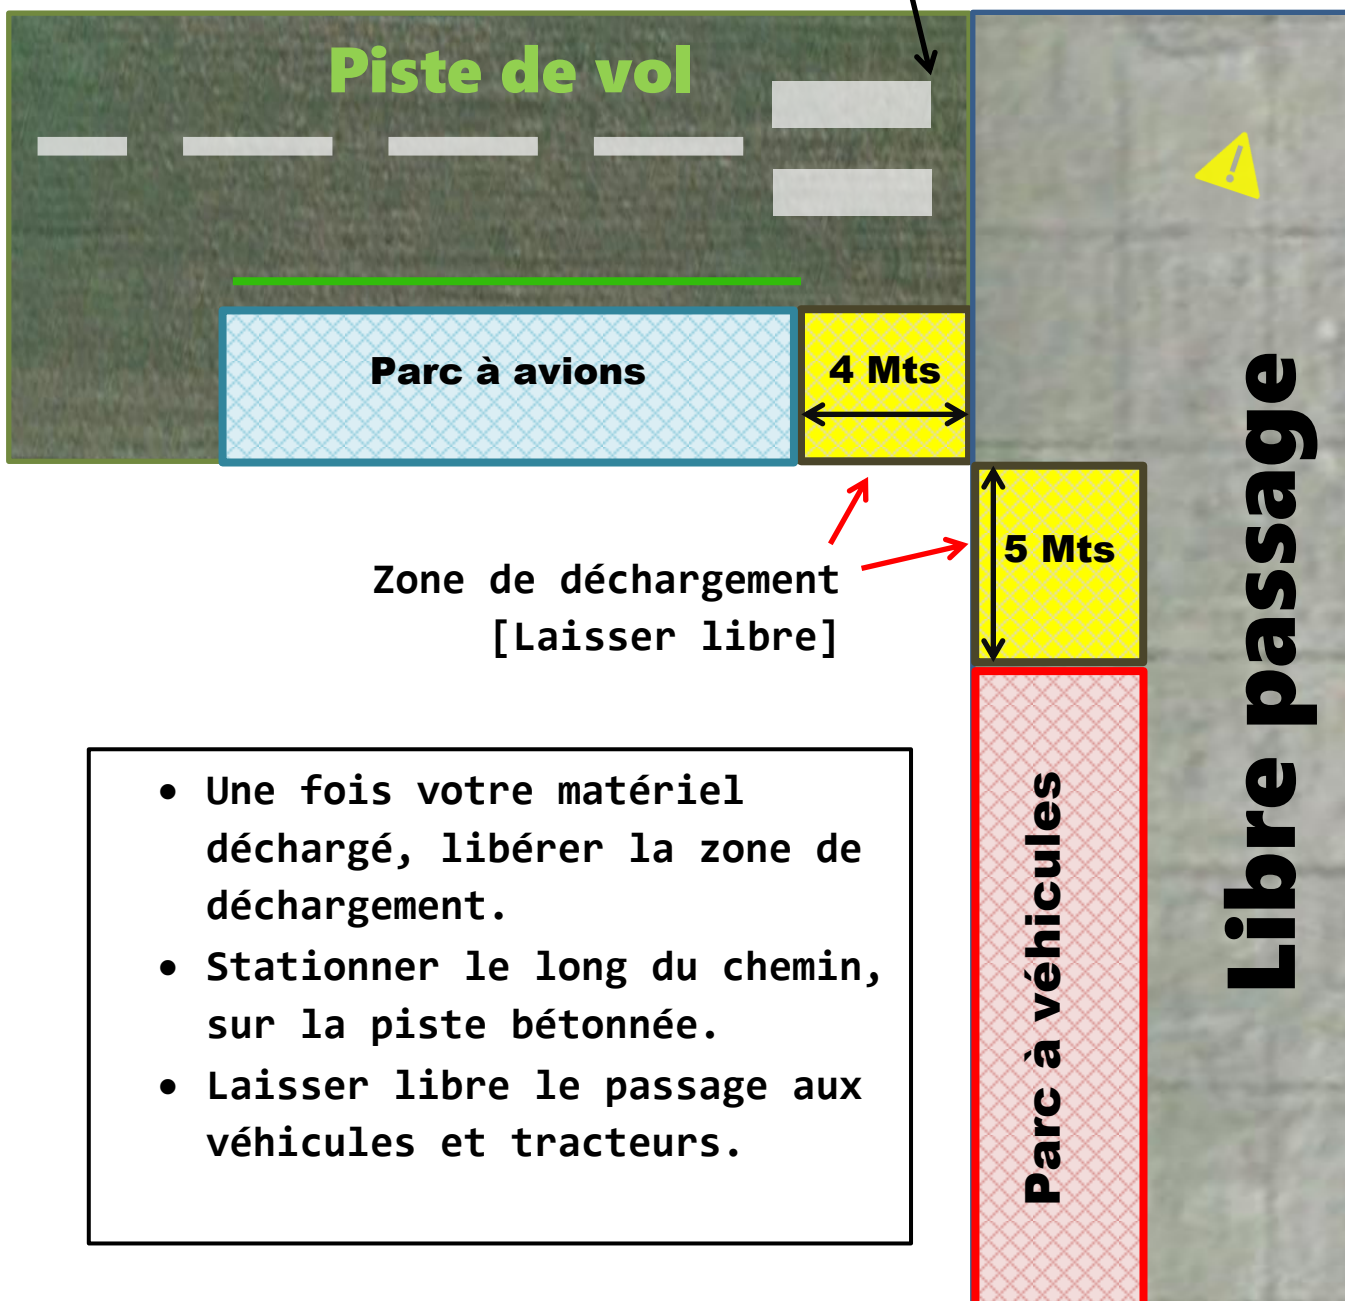 Piste de vol
Parc à avions
4 Mts
5 Mts
Zone de déchargement
[Laisser libre]
Libre passage
Parc à véhicules
• Une fois votre matériel
déchargé, libérer la zone de
déchargement.
• Stationner le long du chemin,
sur la piste bétonnée.
• Laisser libre le passage aux
véhicules et tracteurs.